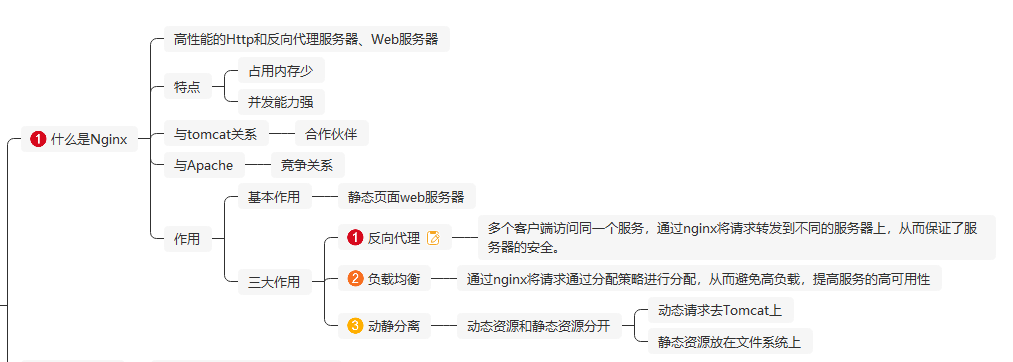 1 什么是Nginx
高性能的Http和反向代理服务器、Web服务器
特点
占用内存少
并发能力强
与tomcat关系
合作伙伴
与Apache
竞争关系
作用
基本作用
静态页面web服务器
三大作用
1 反向代理
多个客户端访问同一个服务，通过nginx将请求转发到不同的服务器上，从而保证了服
务器的安全。
2 负载均衡
通过nginx将请求通过分配策略进行分配，从而避免高负载，提高服务的高可用性
3 动静分离
动态资源和静态资源分开
动态请求去Tomcat上
静态资源放在文件系统上